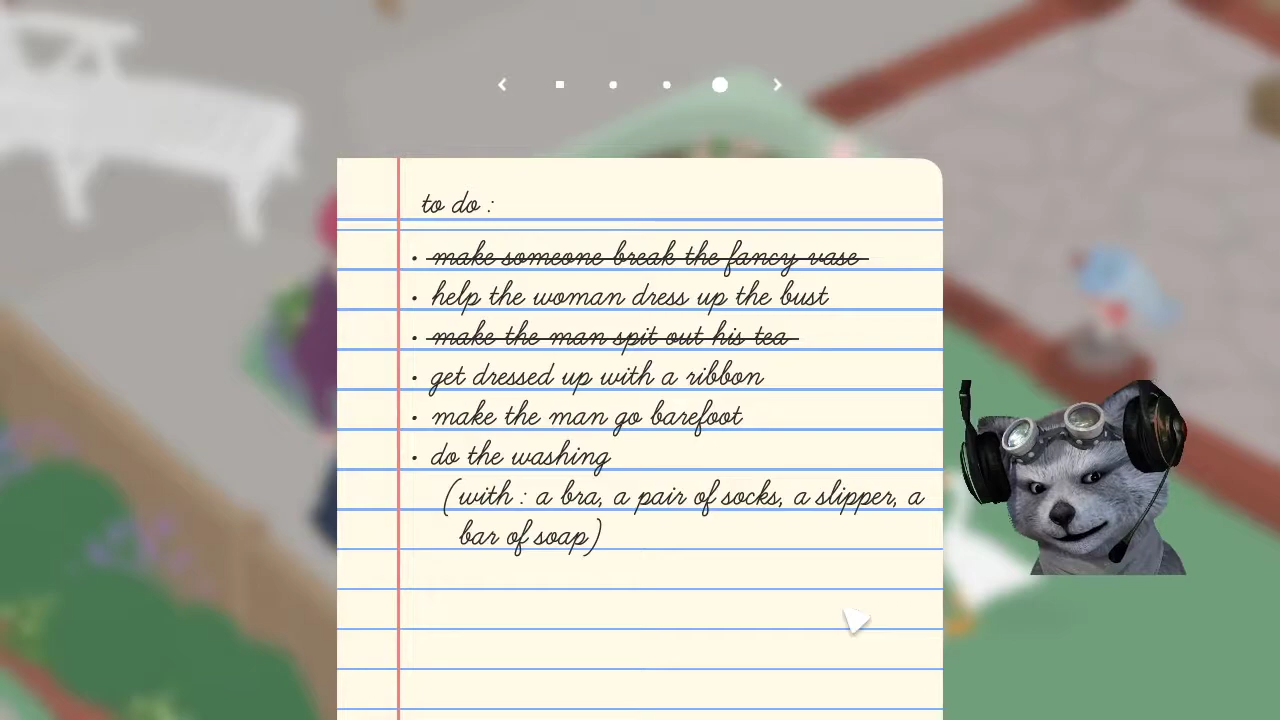 to do :
• make someone break the fancy vase
• help the woman dress up the bust
• make the man spit out his tea
• get dressed up with a ribbon
• make the man go barefoot
• do the washing
(with : a bra, a pair of socks, a slipper, a
bar of soap)